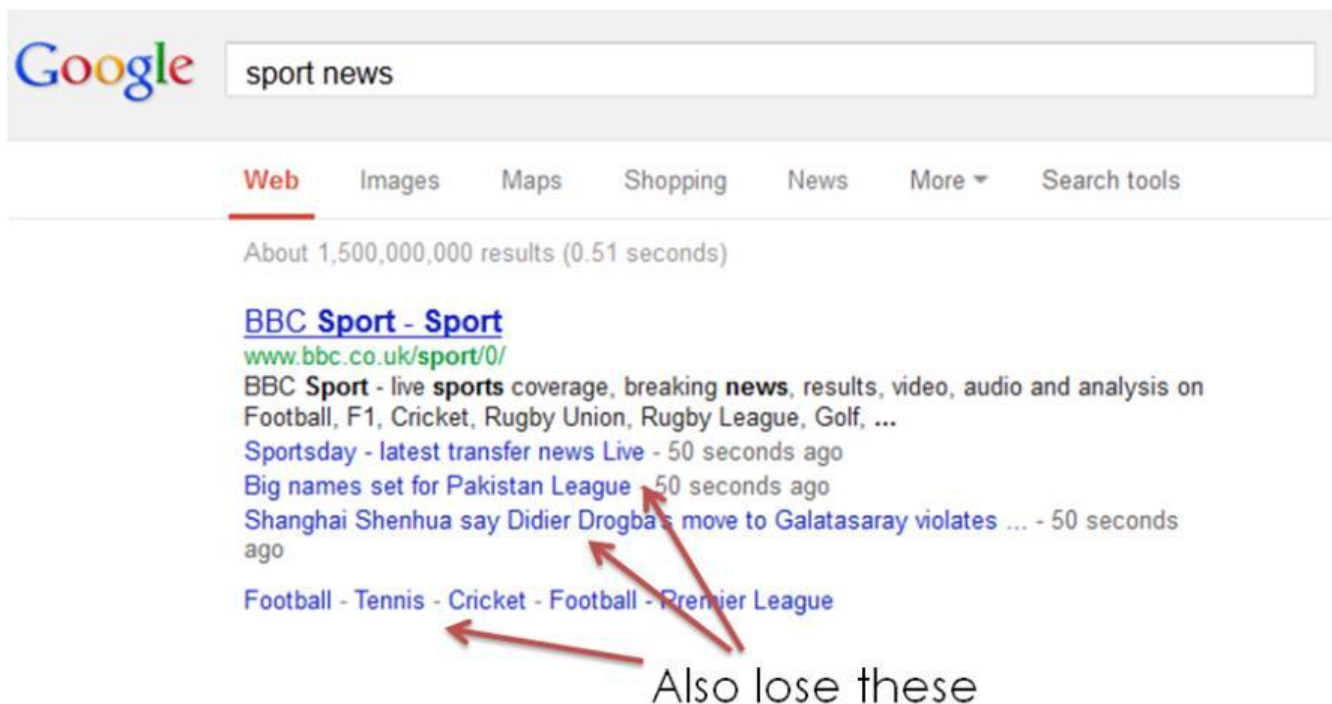 Google sport news
Web Images Maps Shopping News More Search tools
About 1,500,000,000 results (0.51 seconds)
BBC Sport - Sport
www.bbc.co.uk/sport/0/
BBC Sport - live sports coverage, breaking news, results, video, audio and analysis on
Football, F1, Cricket, Rugby Union, Rugby League, Golf, ...
Sportsday - latest transfer news Live - 50 seconds ago
Big names set for Pakistan League - 50 seconds ago
Shanghai Shenhua say Didier Drogba's move to Galatasaray violates ... - 50 seconds
ago
Football - Tennis - Cricket - Football - Premier League
Also lose these